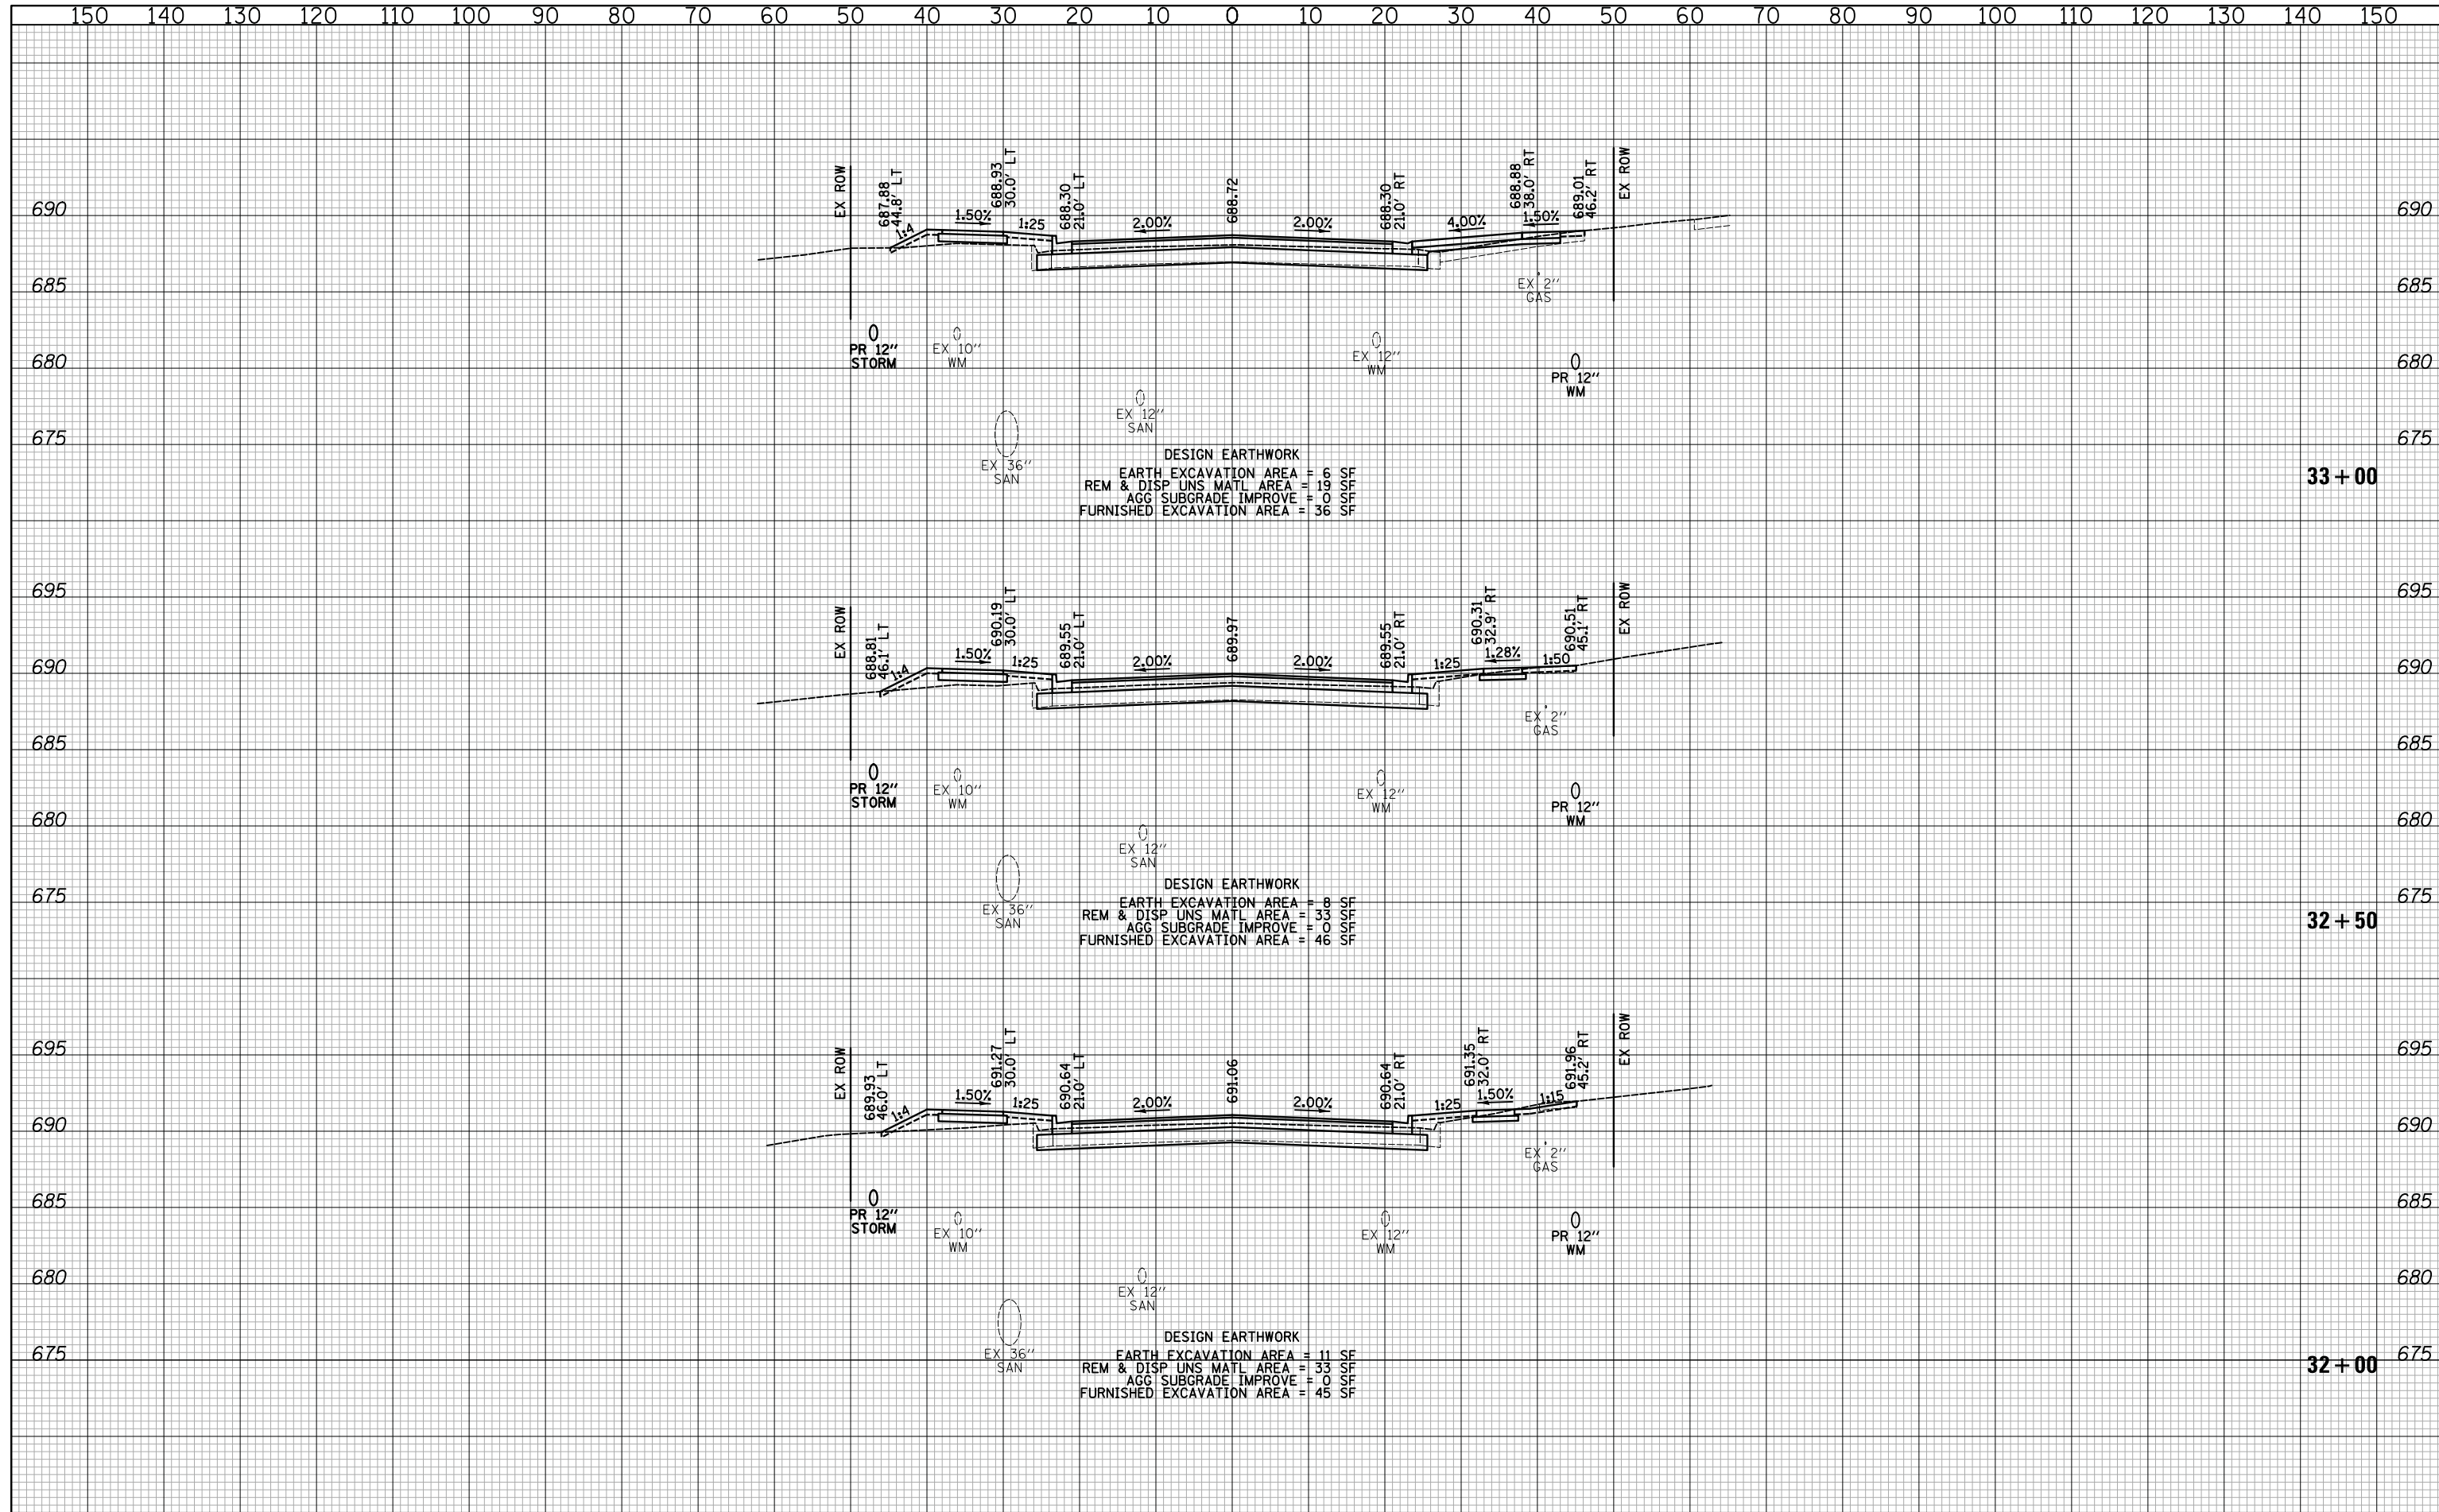 150 140 130 120 110 100 90 80 70 60 50 40 30 20 10 0 10 20 30 40 50 60 70 80 90 100 110 120 130 140 150
EX ROW
687.88
44.8' LT
1:4
1.50%
688.93
30.0' LT
1:25
688.30
21.0' LT
2.00%
688.72
2.00%
688.30
21.0' RT
4.00%
688.88
38.0' RT
1.50%
689.01
46.2' RT
EX ROW
690 690
685 685
EX 2"
GAS
PR 12"
STORM
EX 10"
WM
EX 12"
WM
680 680
PR 12"
WM
EX 12"
SAN
675 675
EX 36"
SAN
DESIGN EARTHWORK
EARTH EXCAVATION AREA = 6 SF
REM & DISP UNS MATL AREA = 19 SF
AGG SUBGRADE IMPROVE = 0 SF
FURNISHED EXCAVATION AREA = 36 SF
33+00
695 695
EX ROW
688.81
46.1' LT
1:4
1.50%
690.19
30.0' LT
1:25
689.55
21.0' LT
2.00%
689.97
2.00%
689.55
21.0' RT
1:25
690.31
32.9' RT
1.28%
1:50
690.51
45.1' RT
EX ROW
690 690
EX 2"
GAS
685 685
PR 12"
STORM
EX 10"
WM
EX 12"
WM
PR 12"
WM
680 680
EX 12"
SAN
EX 36"
SAN
675 675
DESIGN EARTHWORK
EARTH EXCAVATION AREA = 8 SF
REM & DISP UNS MATL AREA = 33 SF
AGG SUBGRADE IMPROVE = 0 SF
FURNISHED EXCAVATION AREA = 46 SF
32+50
695 695
EX ROW
689.93
46.0' LT
1:4
1.50%
691.27
30.0' LT
1:25
690.64
21.0' LT
2.00%
691.06
2.00%
690.64
21.0' RT
1:25
691.35
32.0' RT
1.50%
1:15
691.96
45.2' RT
EX ROW
690 690
EX 2"
GAS
685 685
PR 12"
STORM
EX 10"
WM
EX 12"
WM
PR 12"
WM
680 680
EX 12"
SAN
EX 36"
SAN
675 675
DESIGN EARTHWORK
EARTH EXCAVATION AREA = 11 SF
REM & DISP UNS MATL AREA = 33 SF
AGG SUBGRADE IMPROVE = 0 SF
FURNISHED EXCAVATION AREA = 45 SF
32+00